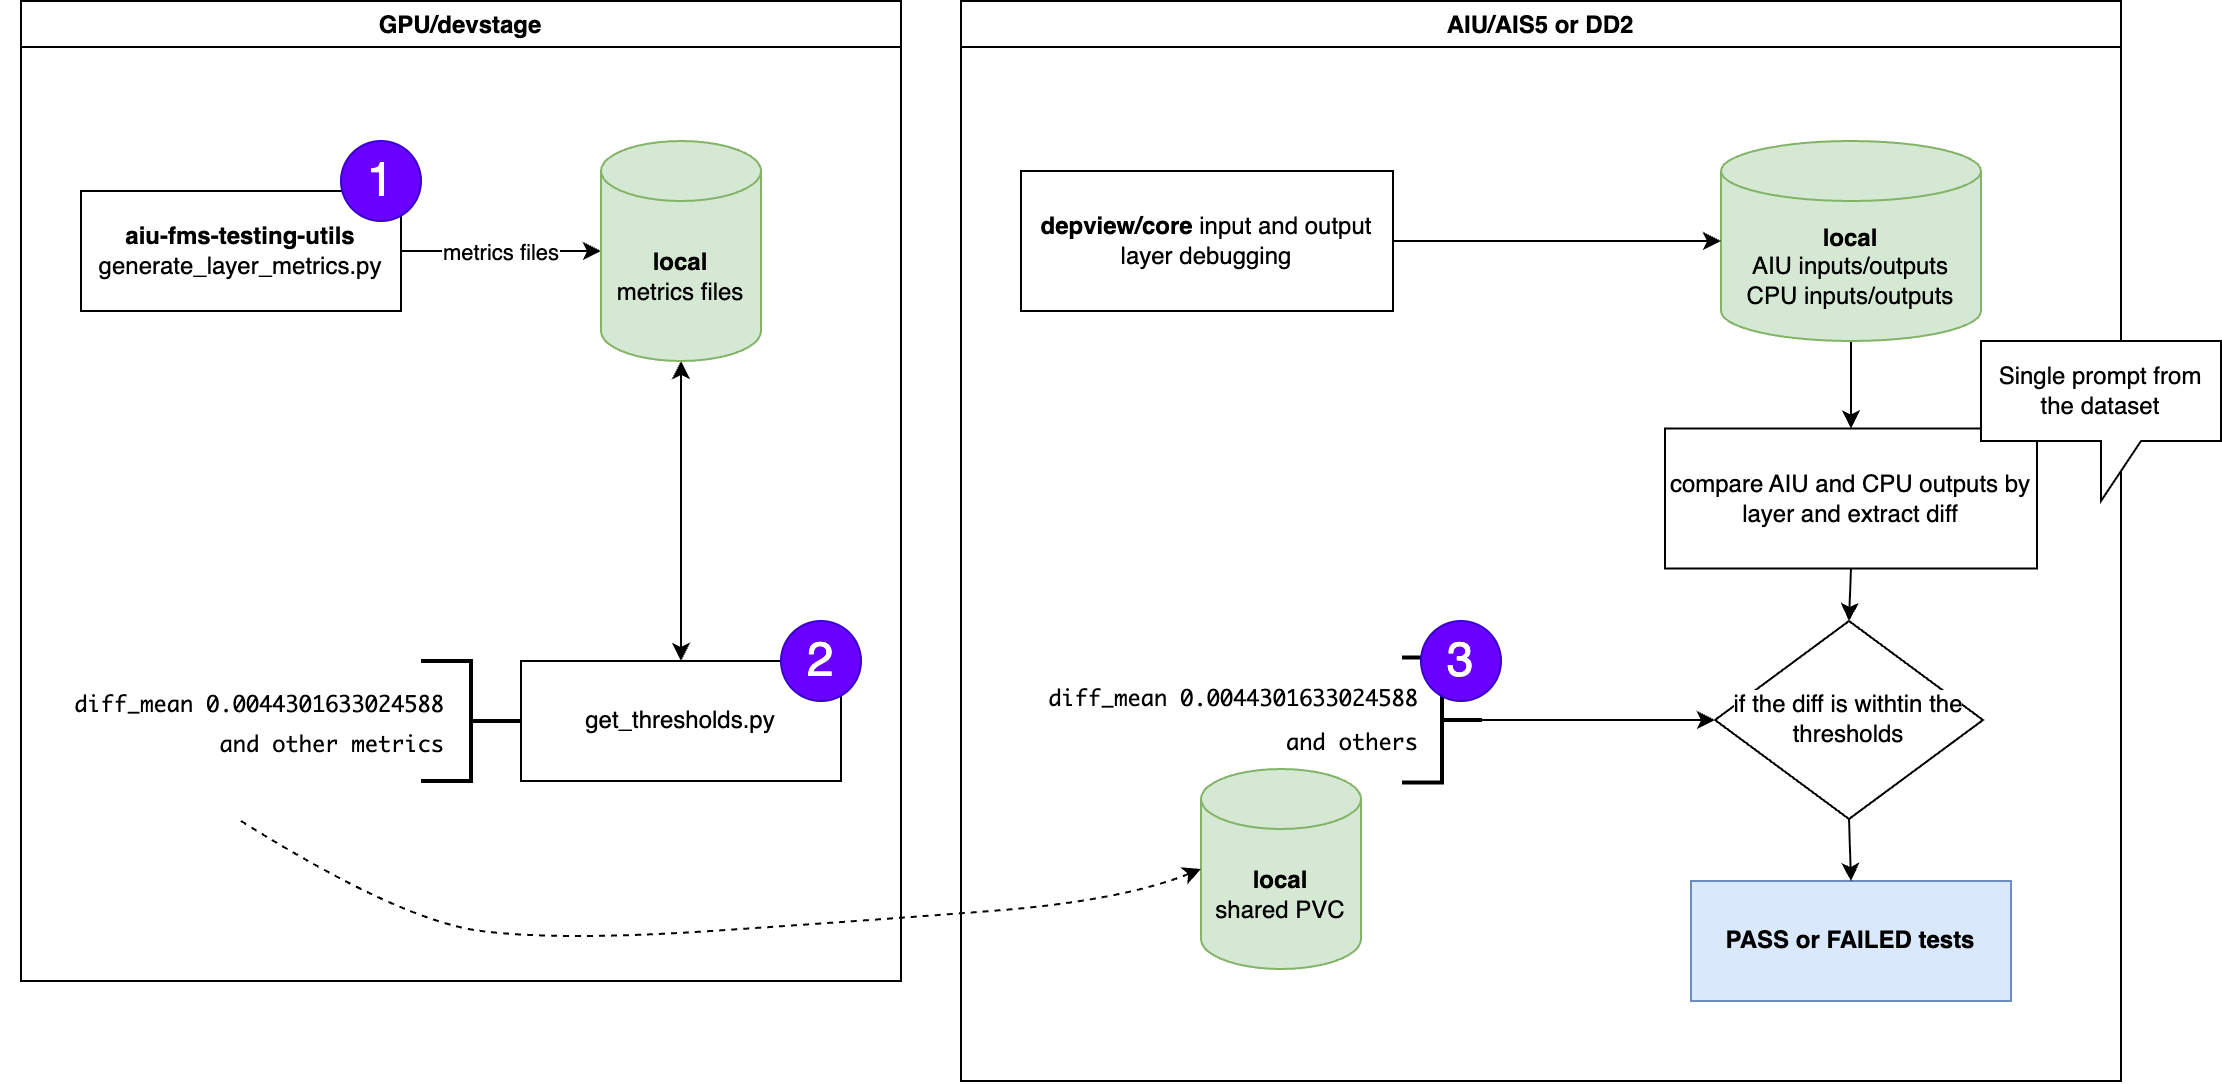 GPU/devstage
1
aiu-fms-testing-utils
generate_layer_metrics.py
metrics files
local
metrics files
2
get_thresholds.py
diff_mean 0.0044301633024588
and other metrics
AIU/AIS5 or DD2
depview/core input and output
layer debugging
local
AIU inputs/outputs
CPU inputs/outputs
Single prompt from
the dataset
compare AIU and CPU outputs by
layer and extract diff
3
diff_mean 0.0044301633024588
and others
if the diff is withtin the
thresholds
local
shared PVC
PASS or FAILED tests